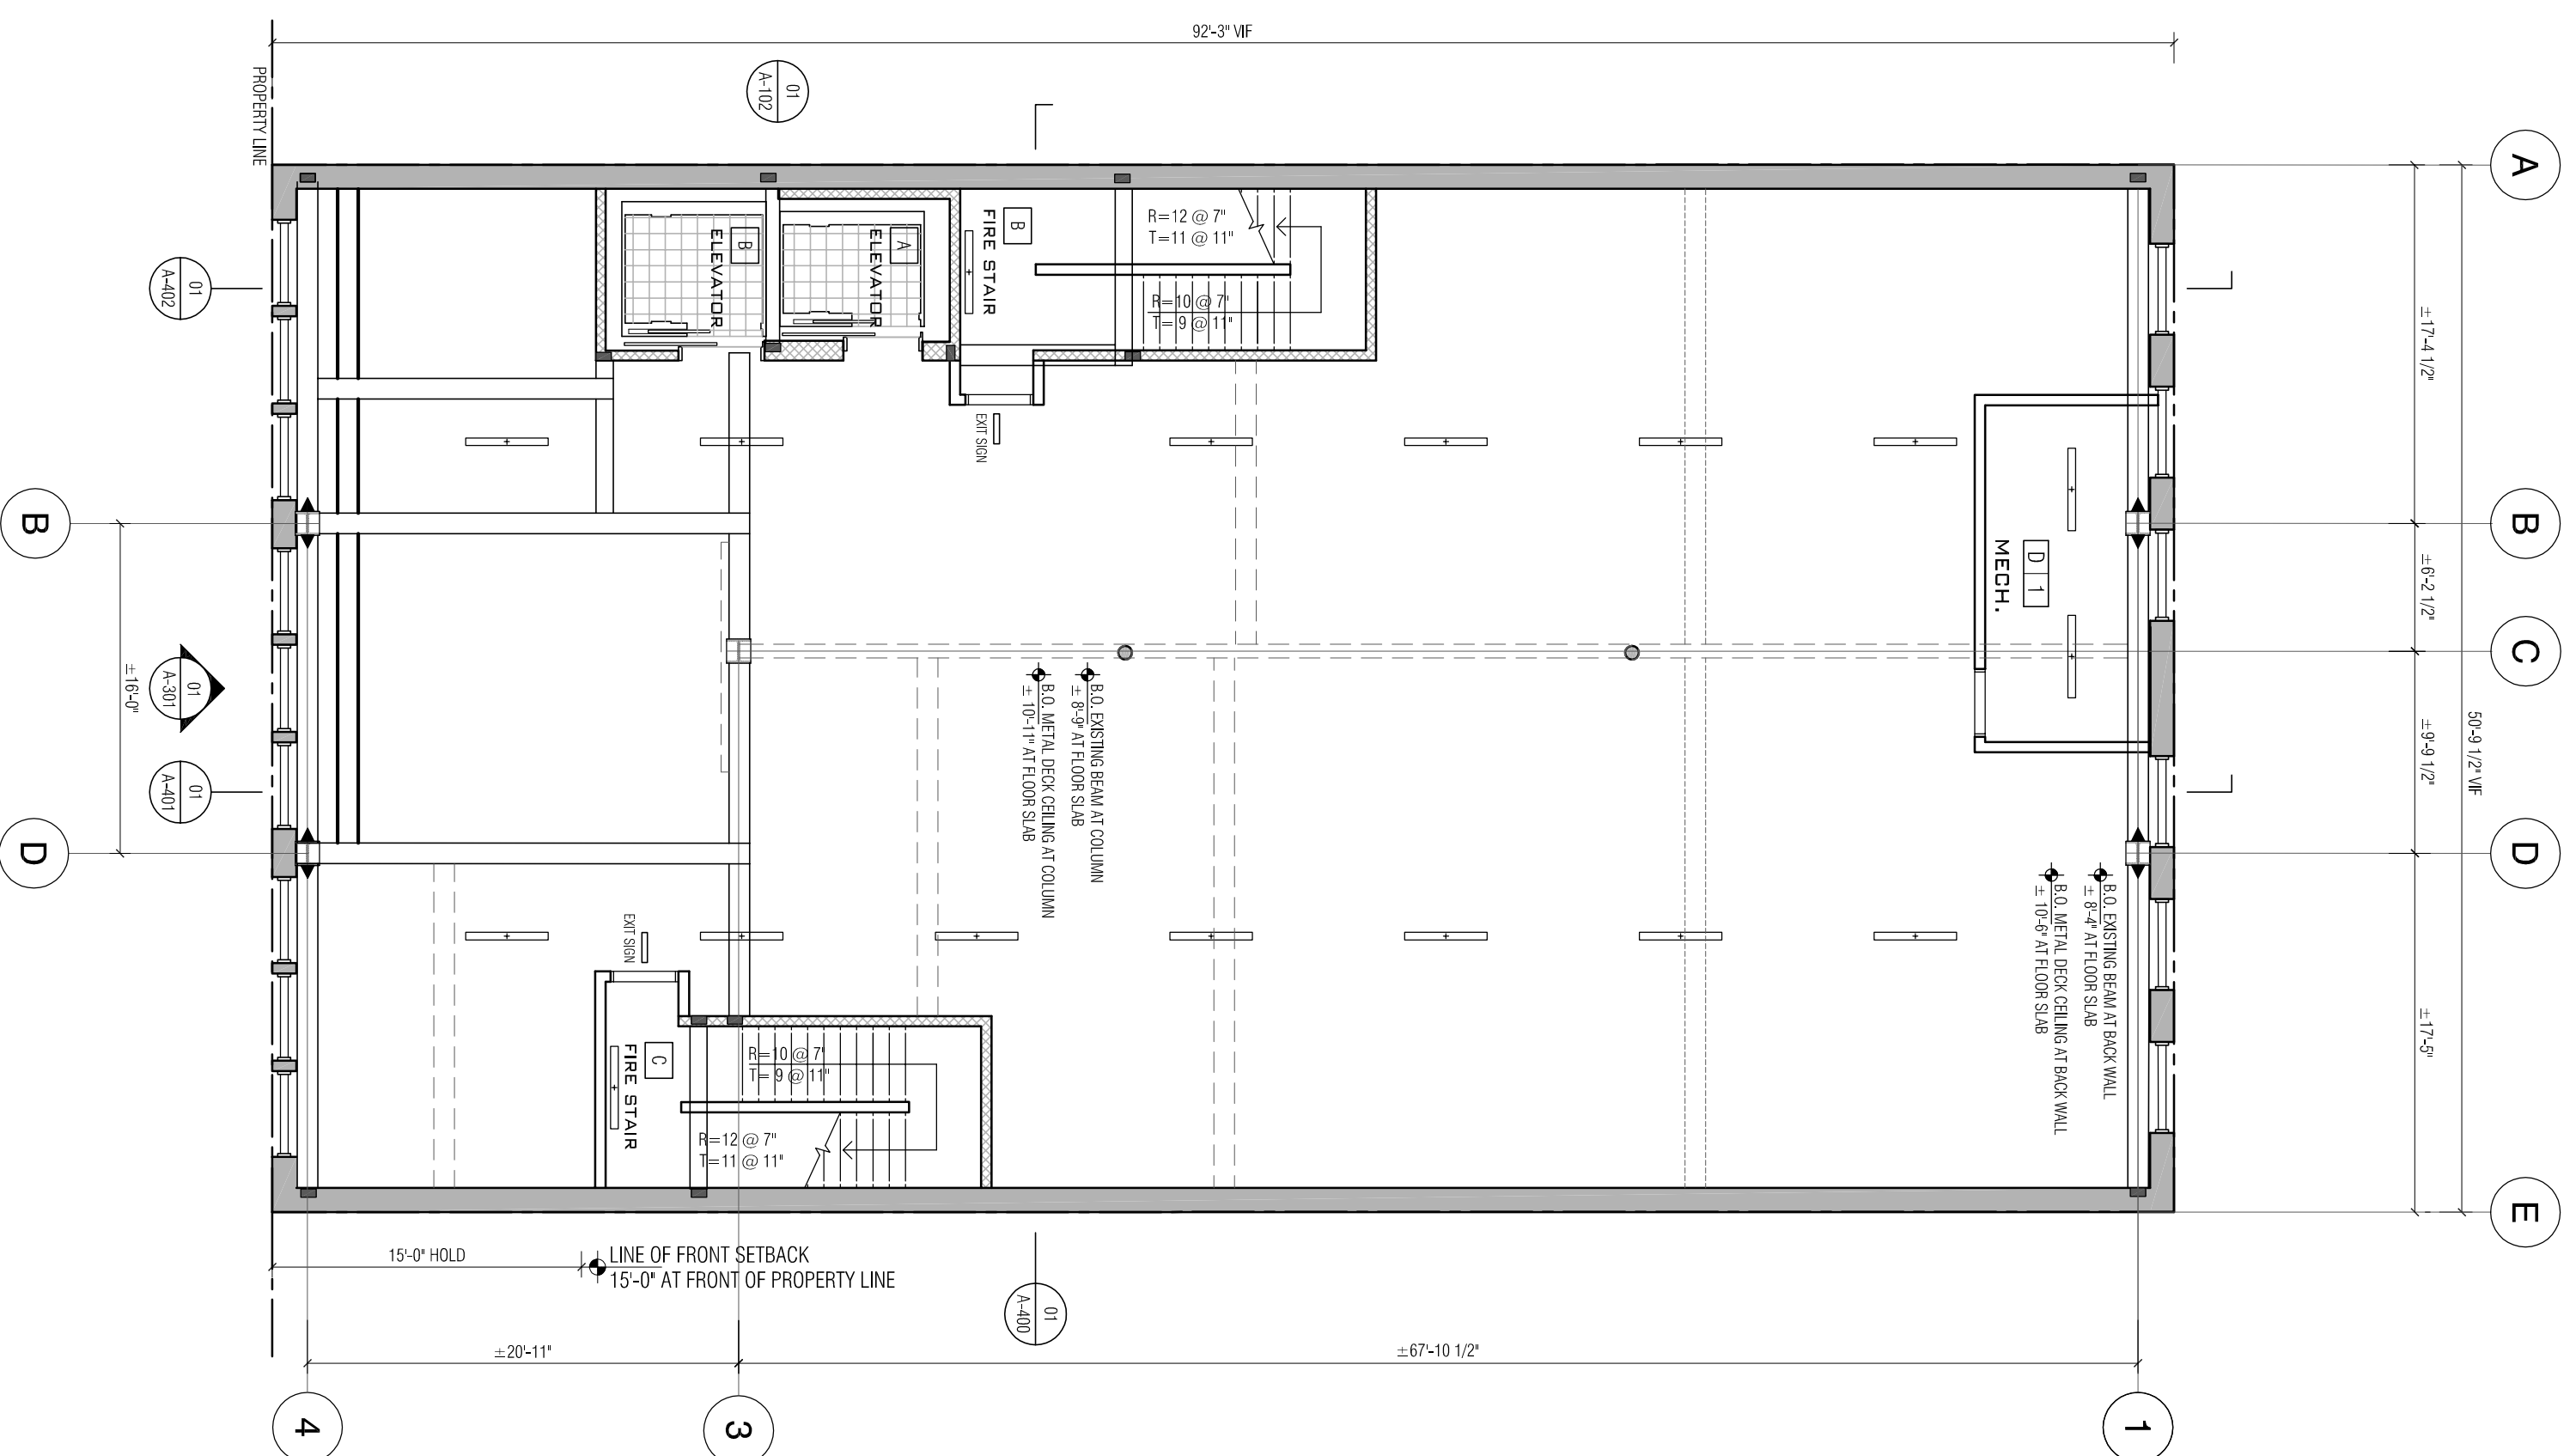 92'-3" VIF
PROPERTY LINE
01
A-102
A
01
A-402
B
FIRE STAIR
R=12 @ 7"
T=11 @ 11"
R=10 @ 7"
T= 9 @ 11"
A
ELEVATOR
B
ELEVATOR
EXIT SIGN
±17'-4 1/2"
B
B
±6'-2 1/2"
D 1
MECH.
C
±16'-0"
01
A-301
01
A-401
B.O. EXISTING BEAM AT COLUMN
± 8'-9" AT FLOOR SLAB
B.O. METAL DECK CEILING AT COLUMN
± 10'-11" AT FLOOR SLAB
50'-9 1/2" VIF
±9'-9 1/2"
D
D
B.O. EXISTING BEAM AT BACK WALL
± 8'-4" AT FLOOR SLAB
B.O. METAL DECK CEILING AT BACK WALL
± 10'-6" AT FLOOR SLAB
±17'-5"
EXIT SIGN
C
FIRE STAIR
R=10 @ 7"
T= 9 @ 11"
R=12 @ 7"
T=11 @ 11"
E
15'-0" HOLD
LINE OF FRONT SETBACK
15'-0" AT FRONT OF PROPERTY LINE
01
A-400
±20'-11"
±67'-10 1/2"
4
3
1